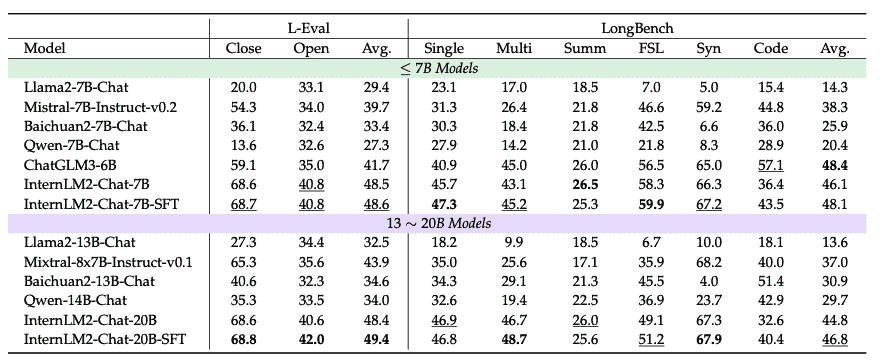 L-Eval LongBench
Model Close Open Avg. Single Multi Summ FSL Syn Code Avg.
≤ 7B Models
Llama2-7B-Chat 20.0 33.1 29.4 23.1 17.0 18.5 7.0 5.0 15.4 14.3
Mistral-7B-Instruct-v0.2 54.3 34.0 39.7 31.3 26.4 21.8 46.6 59.2 44.8 38.3
Baichuan2-7B-Chat 36.1 32.4 33.4 30.3 18.4 21.8 42.5 6.6 36.0 25.9
Qwen-7B-Chat 13.6 32.6 27.3 27.9 14.2 21.0 21.8 8.3 28.9 20.4
ChatGLM3-6B 59.1 35.0 41.7 40.9 45.0 26.0 56.5 65.0 57.1 48.4
InternLM2-Chat-7B 68.6 40.8 48.5 45.7 43.1 26.5 58.3 66.3 36.4 46.1
InternLM2-Chat-7B-SFT 68.7 40.8 48.6 47.3 45.2 25.3 59.9 67.2 43.5 48.1
13 ∼ 20B Models
Llama2-13B-Chat 27.3 34.4 32.5 18.2 9.9 18.5 6.7 10.0 18.1 13.6
Mixtral-8x7B-Instruct-v0.1 65.3 35.6 43.9 35.0 25.6 17.1 35.9 68.2 40.0 37.0
Baichuan2-13B-Chat 40.6 32.3 34.6 34.3 29.1 21.3 45.5 4.0 51.4 30.9
Qwen-14B-Chat 35.3 33.5 34.0 32.6 19.4 22.5 36.9 23.7 42.9 29.7
InternLM2-Chat-20B 68.6 40.6 48.4 46.9 46.7 26.0 49.1 67.3 32.6 44.8
InternLM2-Chat-20B-SFT 68.8 42.0 49.4 46.8 48.7 25.6 51.2 67.9 40.4 46.8